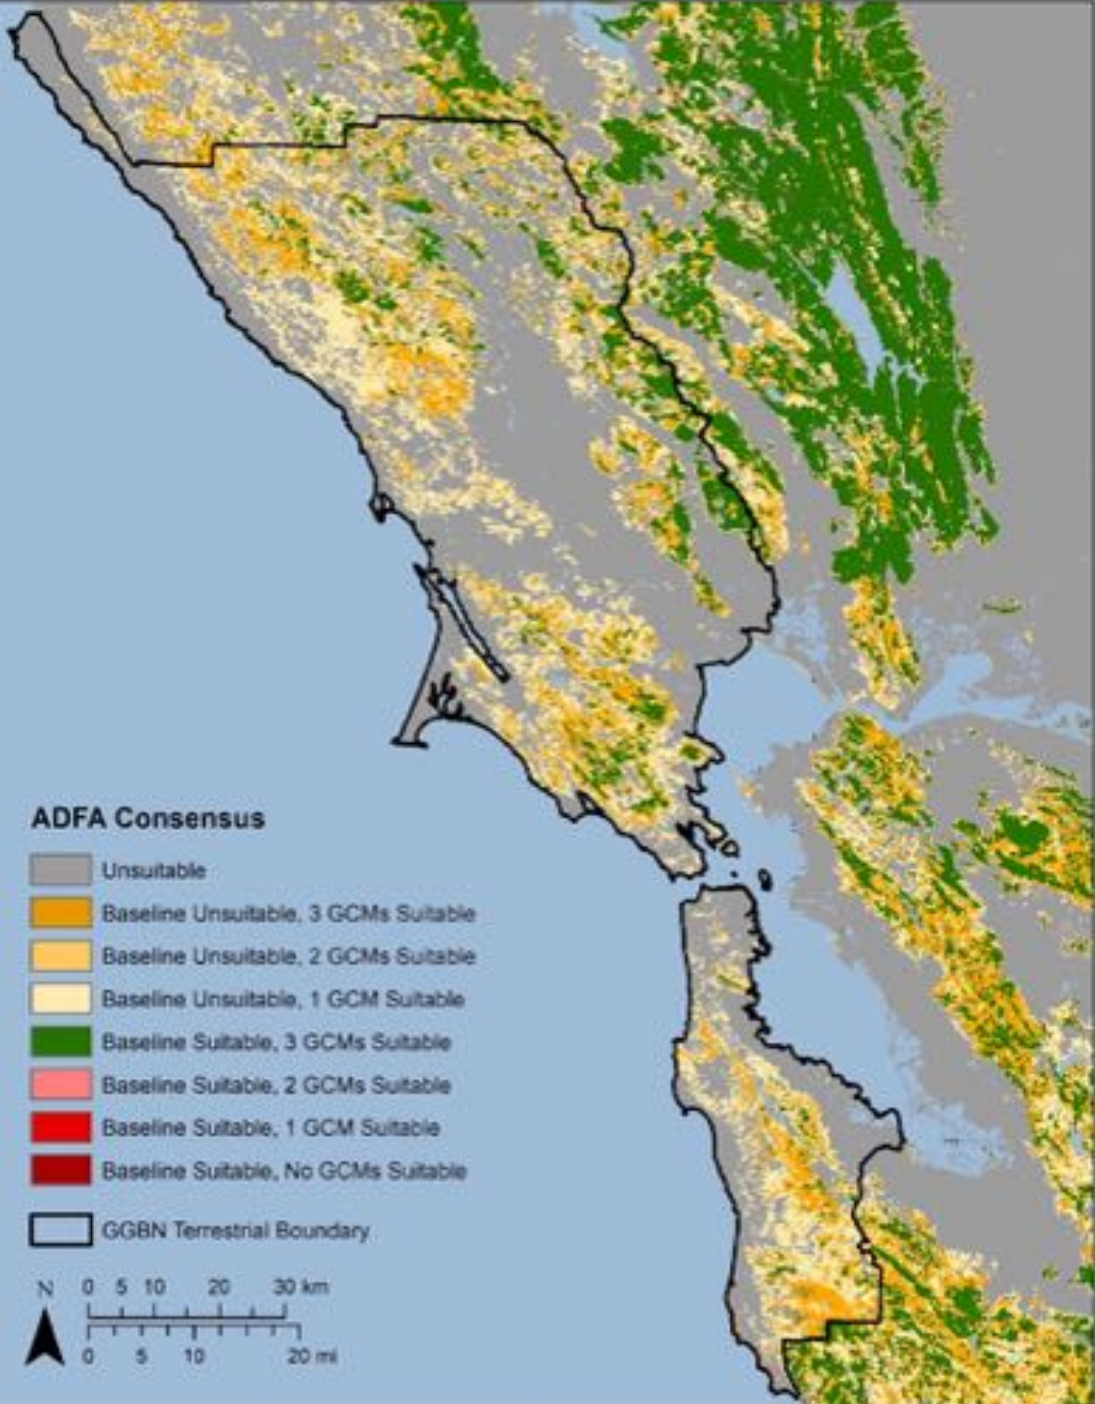 ADFA Consensus
Unsuitable
Baseline Unsuitable, 3 GCMs Suitable
Baseline Unsuitable, 2 GCMs Suitable
Baseline Unsuitable, 1 GCM Suitable
Baseline Suitable, 3 GCMs Suitable
Baseline Suitable, 2 GCMs Suitable
Baseline Suitable, 1 GCM Suitable
Baseline Suitable, No GCMs Suitable
GGBN Terrestrial Boundary
N 0 5 10 20 30 km
0 5 10 20 mi